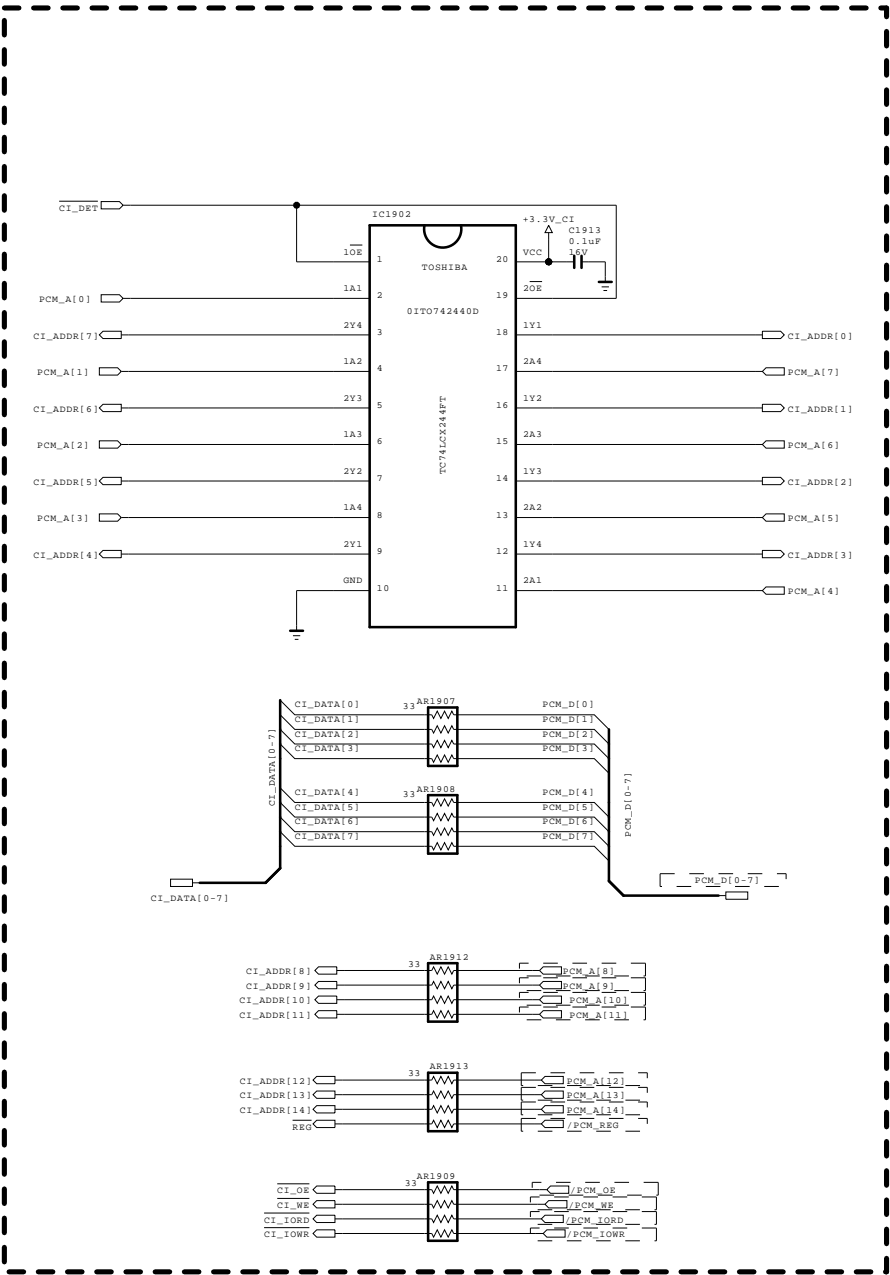 CI_DET
IC1902
+3.3V_CI
C1913
0.1uF
16V
1OE
1
20
VCC
TOSHIBA
2OE
19
PCM_A[0]
1A1
2
0ITO742440D
CI_ADDR[7]
2Y4
3
18
1Y1
CI_ADDR[0]
PCM_A[1]
1A2
4
17
2A4
PCM_A[7]
CI_ADDR[6]
2Y3
5
16
1Y2
CI_ADDR[1]
TC74LCX244FT
PCM_A[2]
1A3
6
15
2A3
PCM_A[6]
CI_ADDR[5]
2Y2
7
14
1Y3
CI_ADDR[2]
PCM_A[3]
1A4
8
13
2A2
PCM_A[5]
CI_ADDR[4]
2Y1
9
12
1Y4
CI_ADDR[3]
GND
10
11
2A1
PCM_A[4]
33 AR1907
CI_DATA[0] PCM_D[0]
CI_DATA[1] PCM_D[1]
CI_DATA[2] PCM_D[2]
CI_DATA[3] PCM_D[3]
CI_DATA[0-7]
PCM_D[0-7]
33 AR1908
CI_DATA[4] PCM_D[4]
CI_DATA[5] PCM_D[5]
CI_DATA[6] PCM_D[6]
CI_DATA[7] PCM_D[7]
CI_DATA[0-7]
PCM_D[0-7]
33 AR1912
CI_ADDR[8] PCM_A[8]
CI_ADDR[9] PCM_A[9]
CI_ADDR[10] PCM_A[10]
CI_ADDR[11] PCM_A[11]
33 AR1913
CI_ADDR[12] PCM_A[12]
CI_ADDR[13] PCM_A[13]
CI_ADDR[14] PCM_A[14]
REG /PCM_REG
33 AR1909
CI_OE /PCM_OE
CI_WE /PCM_WE
CI_IORD /PCM_IORD
CI_IOWR /PCM_IOWR